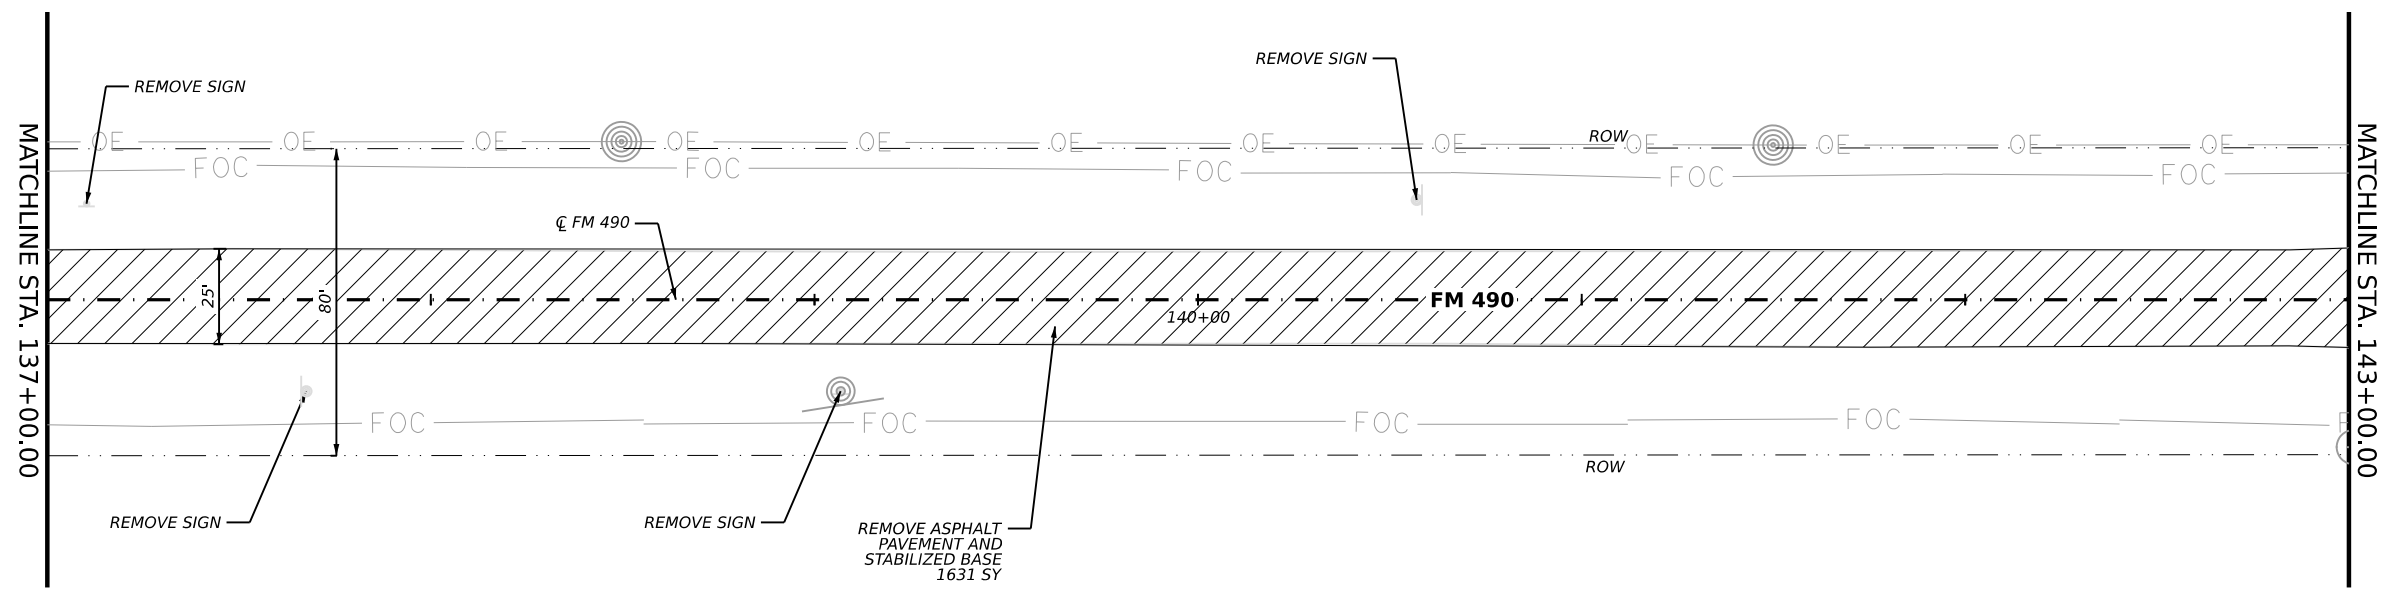 REMOVE SIGN
REMOVE SIGN
OE OE OE OE OE OE OE OE OE OE OE OE
ROW
FOC FOC FOC FOC FOC
℄ FM 490
25'
80'
FM 490
140+00
FOC FOC FOC FOC F
ROW
REMOVE SIGN
REMOVE SIGN
REMOVE ASPHALT
PAVEMENT AND
STABILIZED BASE
1631 SY
MATCHLINE STA. 137+00.00
MATCHLINE STA. 143+00.00